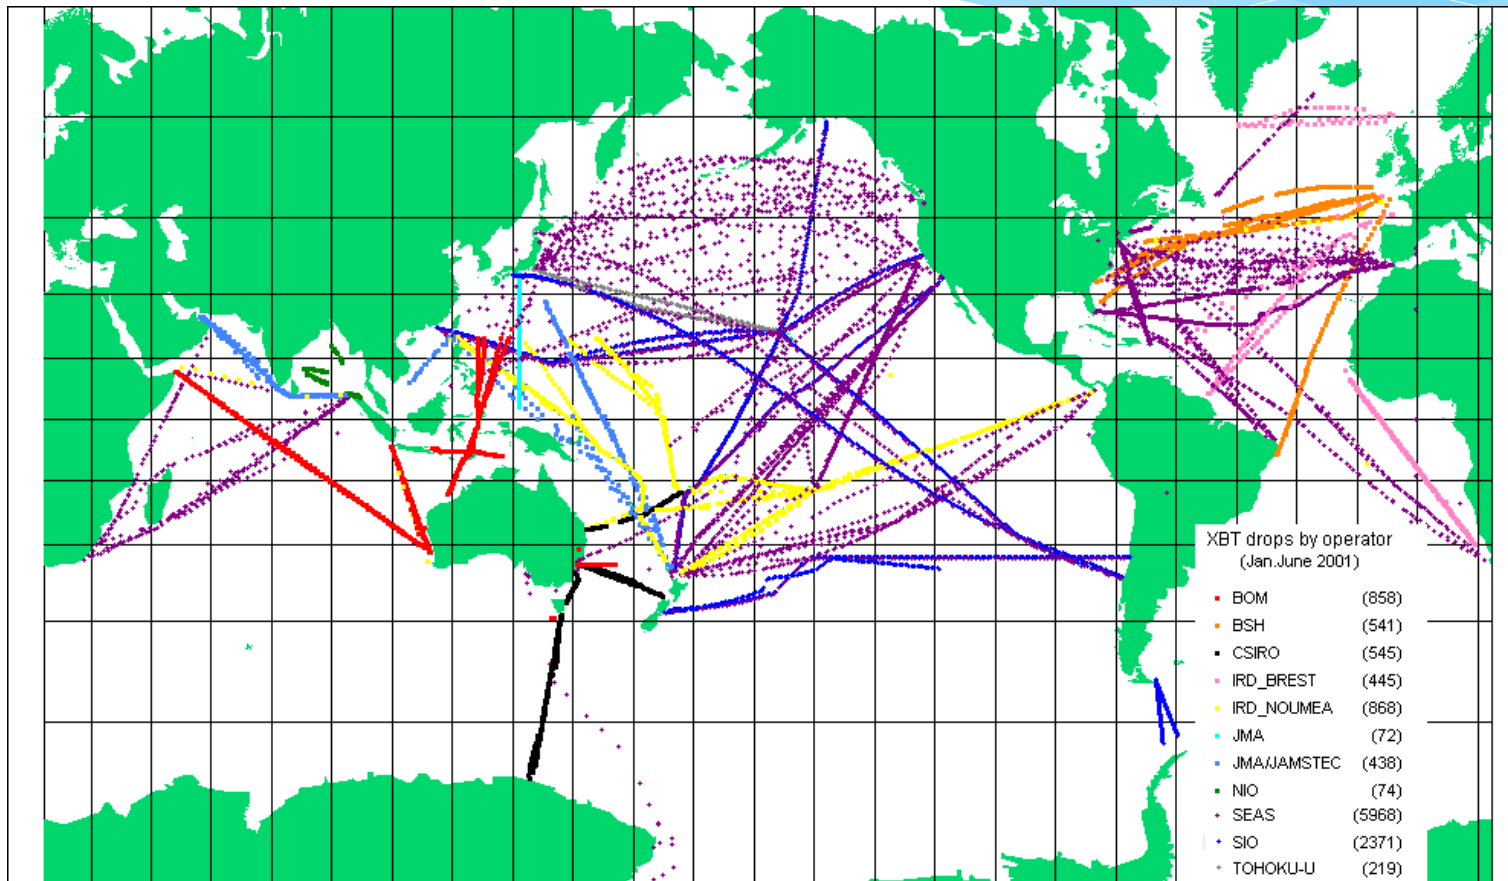 XBT drops by operator
(Jan.June 2001)
BOM (858)
BSH (541)
CSIRO (545)
IRD_BREST (445)
IRD_NOUMEA (868)
JMA (72)
JMA/JAMSTEC (438)
NIO (74)
SEAS (5968)
SIO (2371)
TOHOKU-U (219)